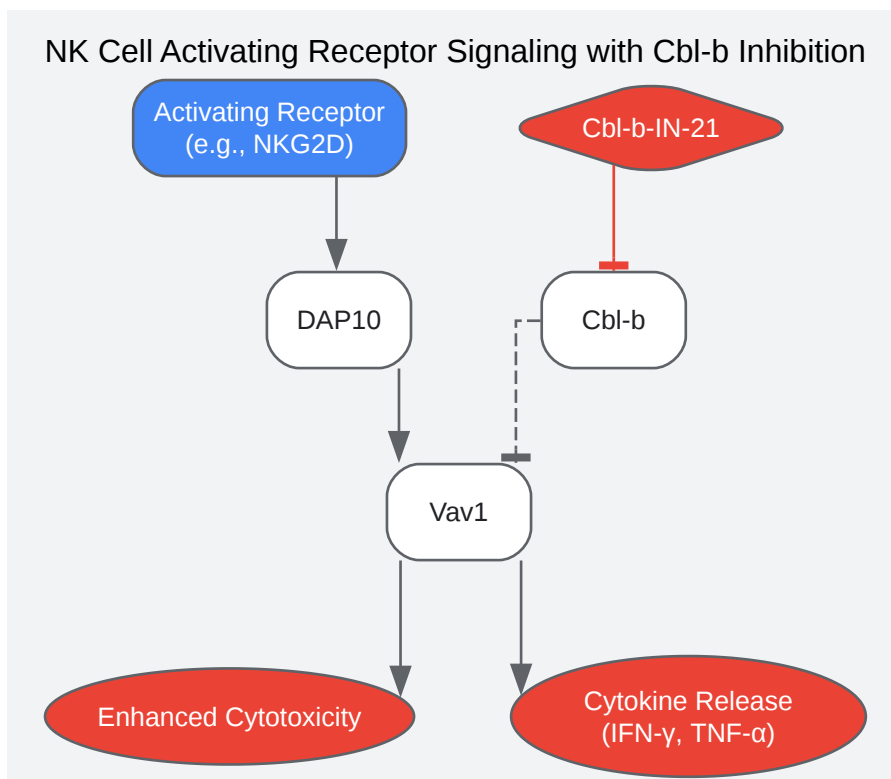 NK Cell Activating Receptor Signaling with Cbl-b Inhibition
Activating Receptor
(e.g., NKG2D)
Cbl-b-IN-21
DAP10
Cbl-b
Vav1
Enhanced Cytotoxicity
Cytokine Release
(IFN-γ, TNF-α)